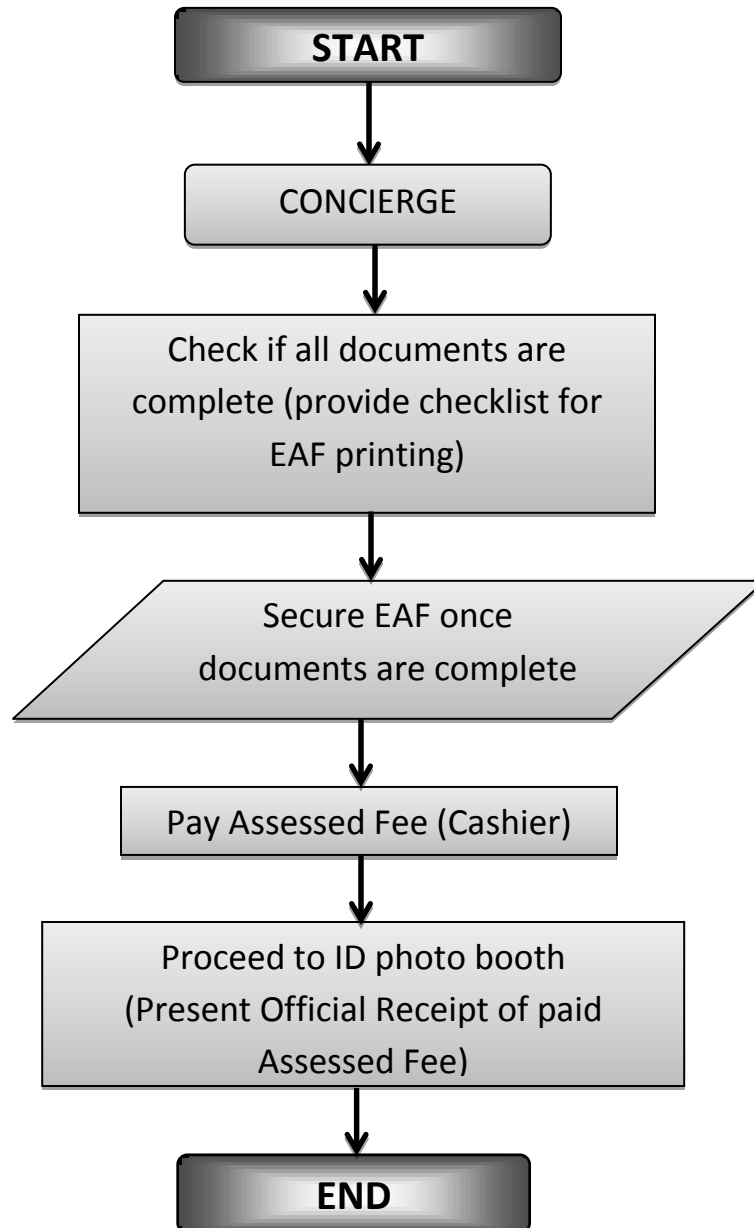 START
CONCIERGE
Check if all documents are
complete (provide checklist for
EAF printing)
Secure EAF once
documents are complete
Pay Assessed Fee (Cashier)
Proceed to ID photo booth
(Present Official Receipt of paid
Assessed Fee)
END